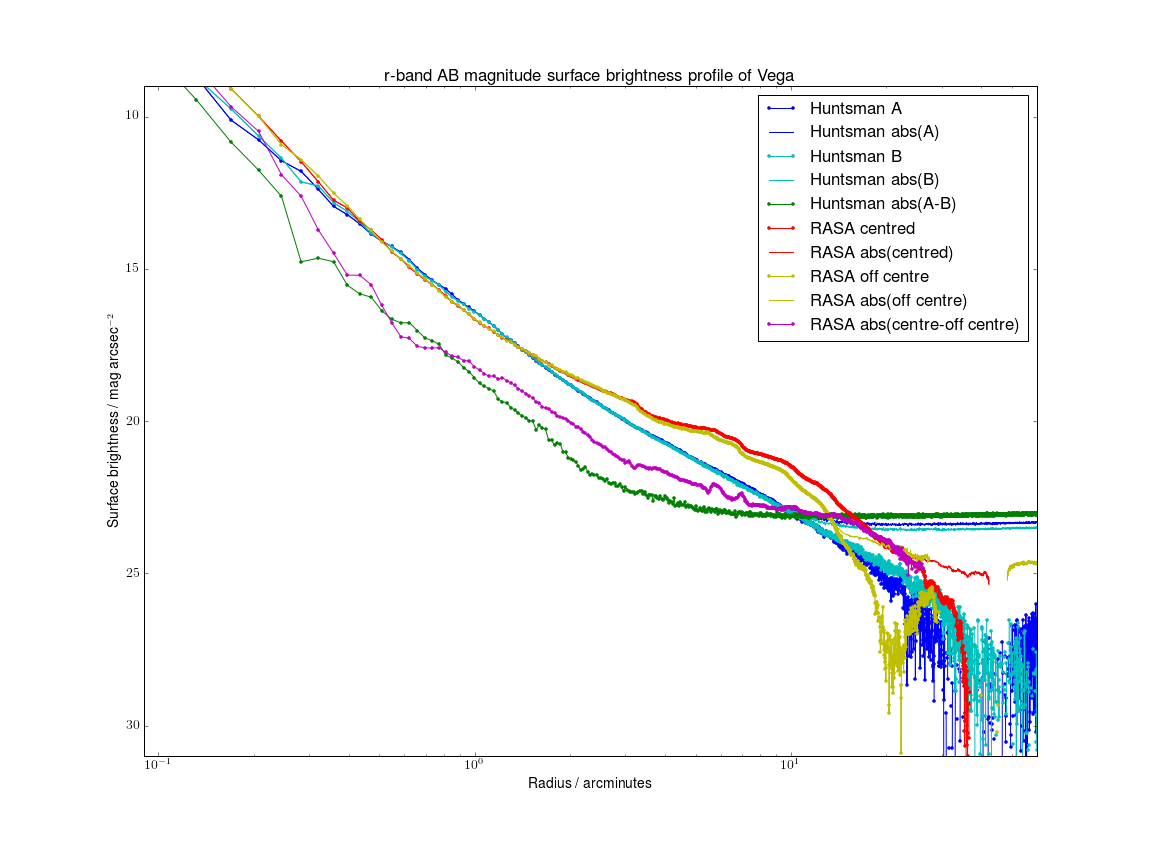 r-band AB magnitude surface brightness profile of Vega
Huntsman A
Huntsman abs(A)
Huntsman B
Huntsman abs(B)
Huntsman abs(A-B)
RASA centred
RASA abs(centred)
RASA off centre
RASA abs(off centre)
RASA abs(centre-off centre)
Surface brightness / mag arcsec⁻²
10
15
20
25
30
10⁻¹
10⁰
10¹
Radius / arcminutes